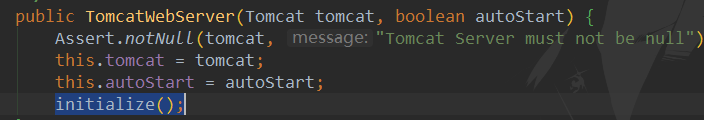 public TomcatWebServer(Tomcat tomcat, boolean autoStart) {
Assert.notNull(tomcat, message: "Tomcat Server must not be null")
this.tomcat = tomcat;
this.autoStart = autoStart;
initialize();